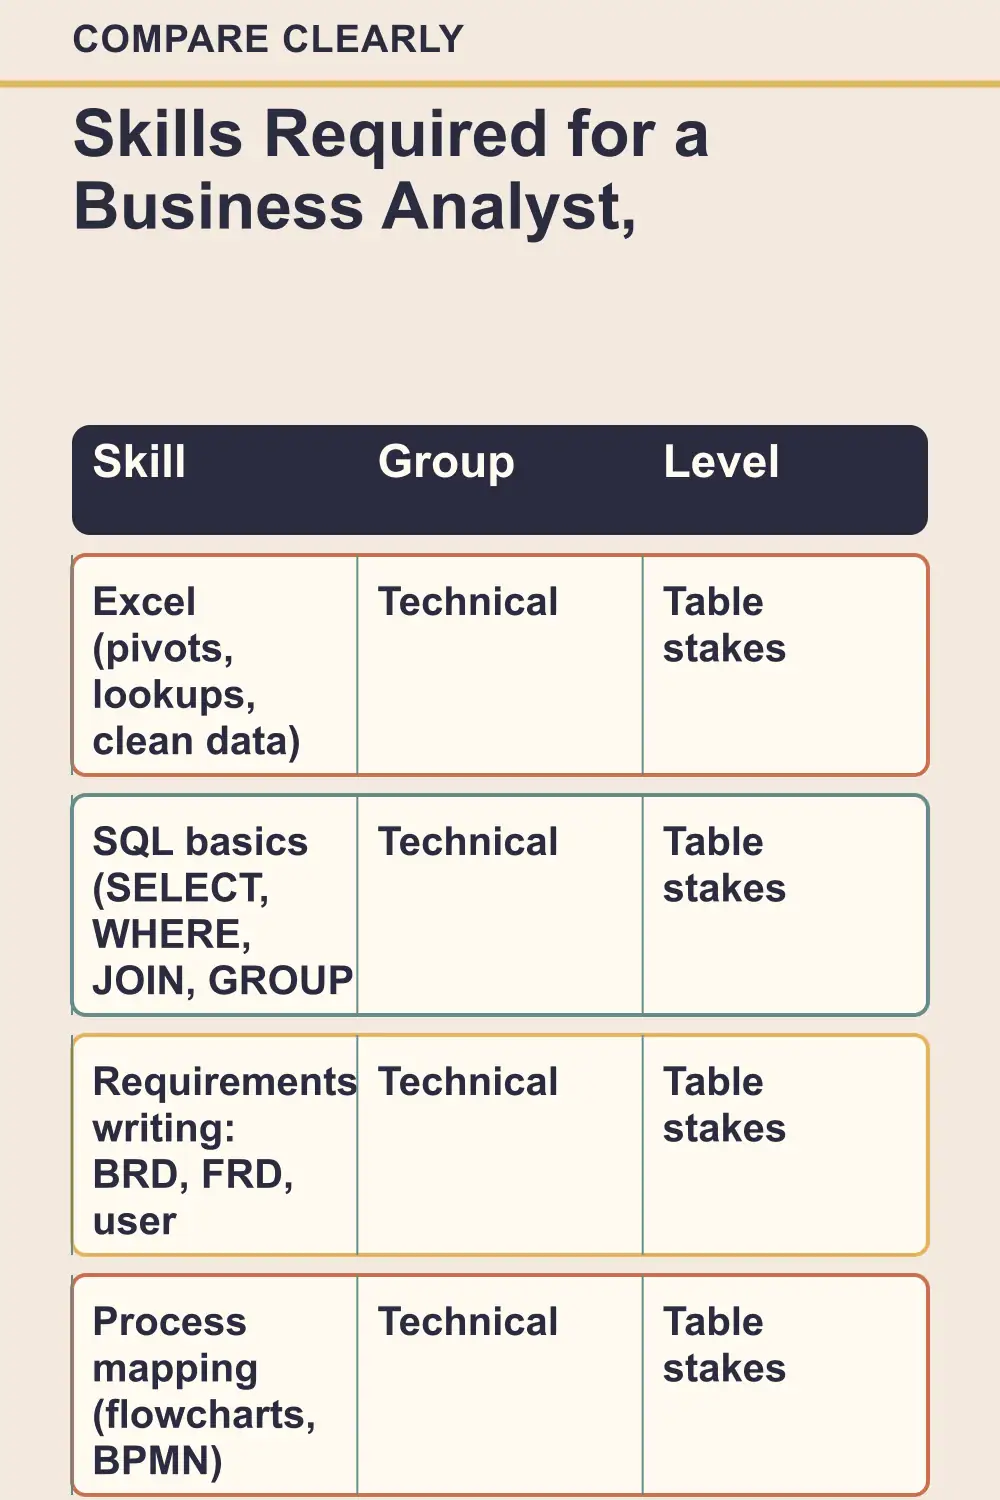 COMPARE CLEARLY
Skills Required for a
Business Analyst,
Skill Group Level
Excel Technical Table
(pivots, stakes
lookups,
clean data)
SQL basics Technical Table
(SELECT, stakes
WHERE,
JOIN, GROUP
Requirements Technical Table
writing: stakes
BRD, FRD,
user
Process Technical Table
mapping stakes
(flowcharts,
BPMN)